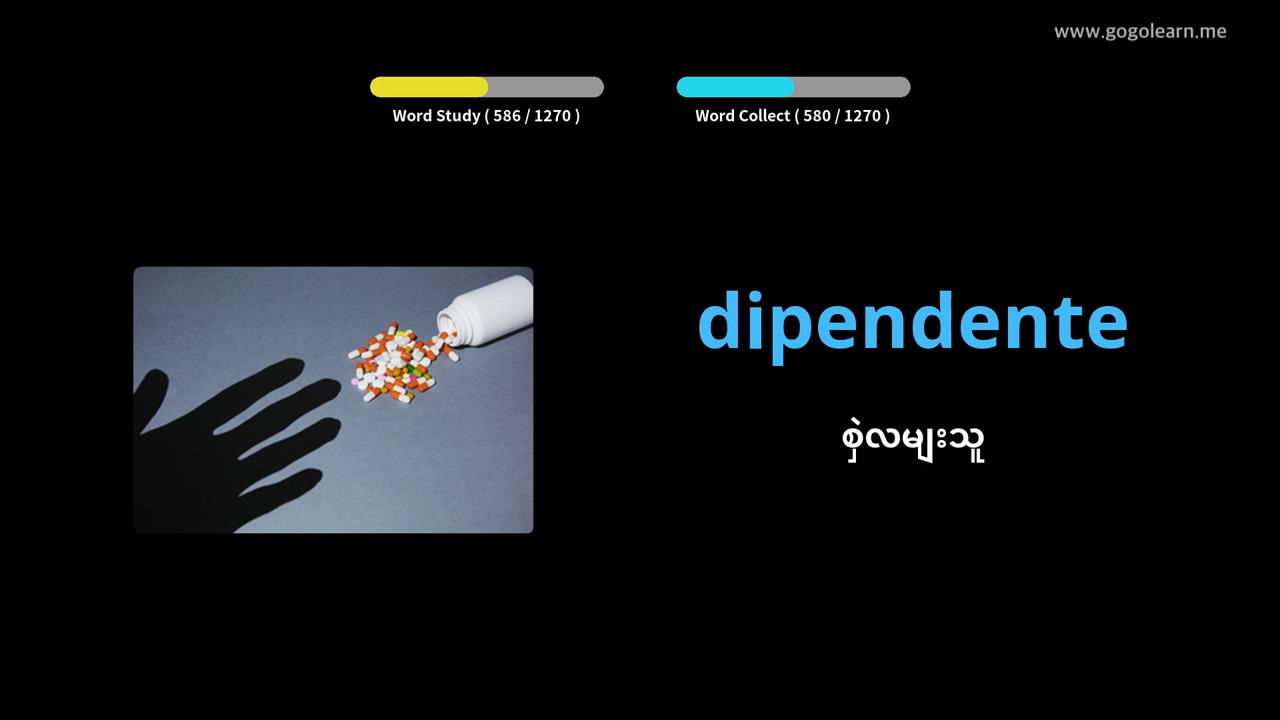 www.gogolearn.me
Word Study ( 586 / 1270 )
Word Collect ( 580 / 1270 )
dipendente
စှဲလမျးသူ